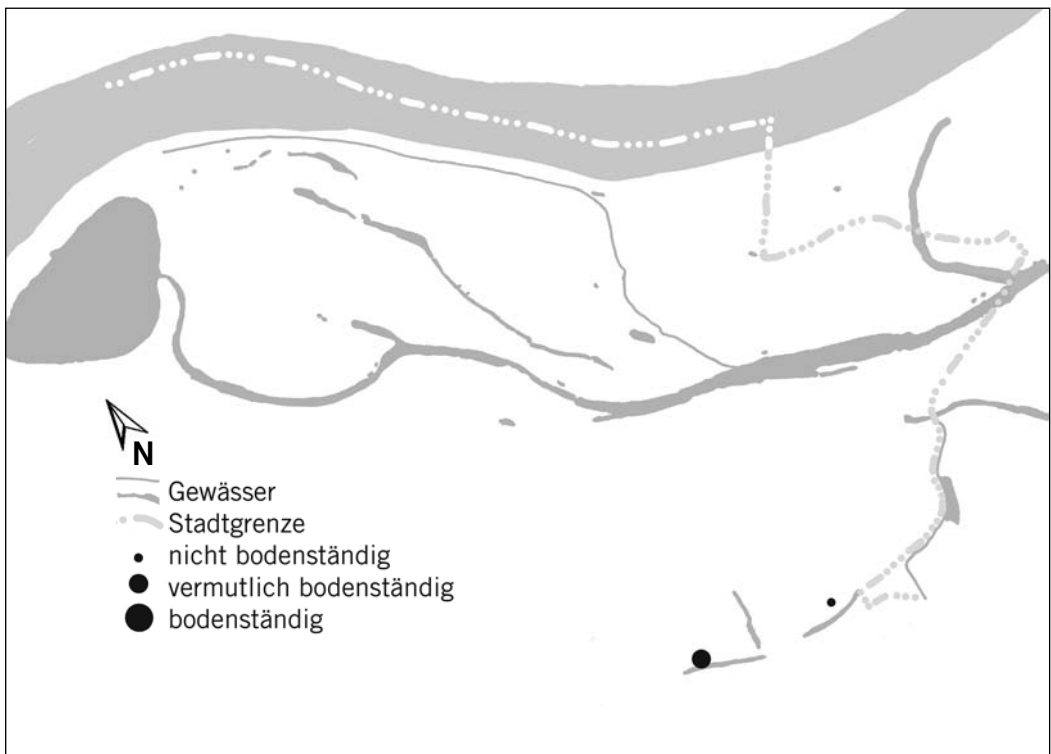 N
Gewässer
Stadtgrenze
nicht bodenständig
vermutlich bodenständig
bodenständig